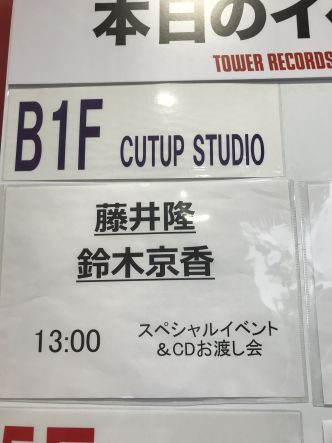 本日のイ
TOWER RECORDS
B1F CUTUP STUDIO
藤井隆
鈴木京香
13:00
スペシャルイベント
&CDお渡し会